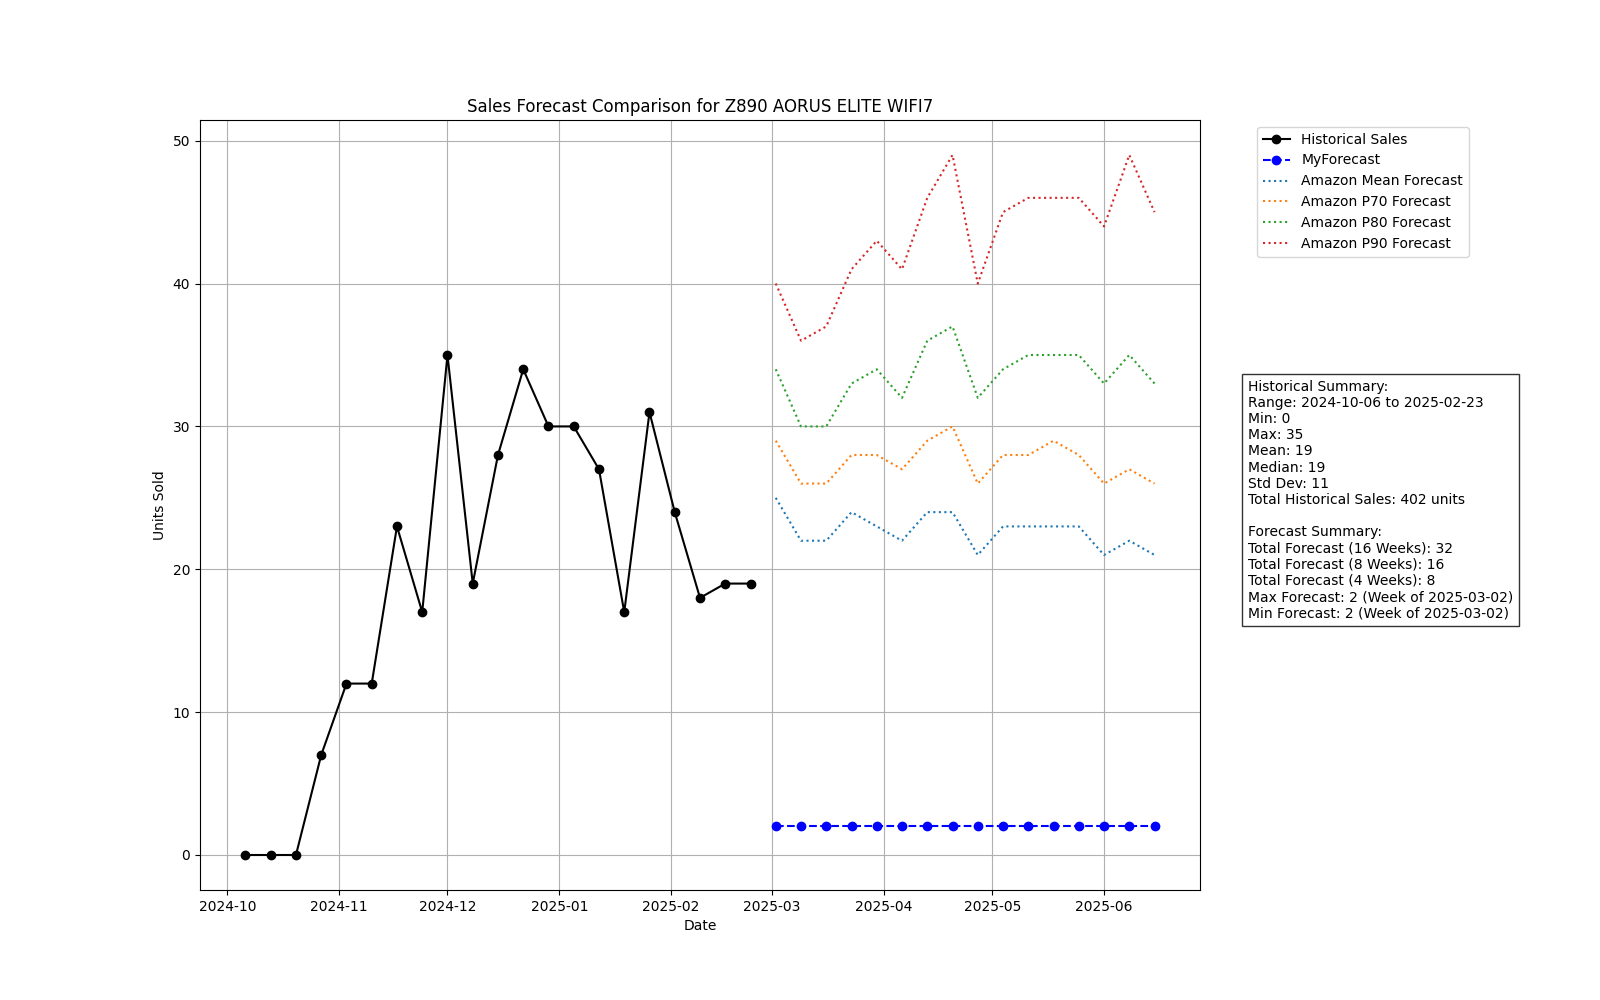 Sales Forecast Comparison for Z890 AORUS ELITE WIFI7
50
40
30
20
10
0
Units Sold
2024-10
2024-11
2024-12
2025-01
2025-02
2025-03
2025-04
2025-05
2025-06
Date
Historical Sales
MyForecast
Amazon Mean Forecast
Amazon P70 Forecast
Amazon P80 Forecast
Amazon P90 Forecast
Historical Summary:
Range: 2024-10-06 to 2025-02-23
Min: 0
Max: 35
Mean: 19
Median: 19
Std Dev: 11
Total Historical Sales: 402 units
Forecast Summary:
Total Forecast (16 Weeks): 32
Total Forecast (8 Weeks): 16
Total Forecast (4 Weeks): 8
Max Forecast: 2 (Week of 2025-03-02)
Min Forecast: 2 (Week of 2025-03-02)